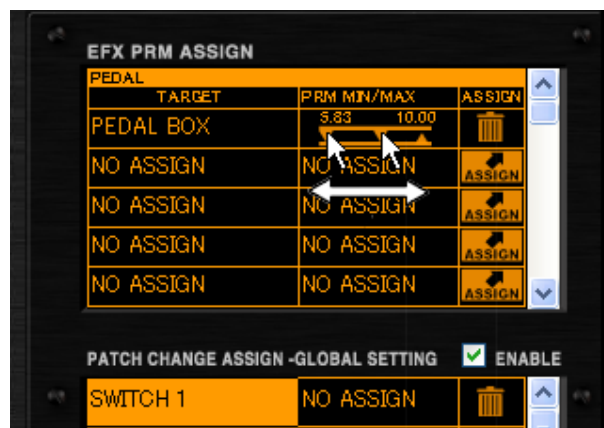 EFX PRM ASSIGN
PEDAL
TARGET PRM MIN/MAX ASSIGN
PEDAL BOX 5.83 10.00
NO ASSIGN NO ASSIGN ASSIGN
NO ASSIGN NO ASSIGN ASSIGN
NO ASSIGN NO ASSIGN ASSIGN
NO ASSIGN NO ASSIGN ASSIGN
PATCH CHANGE ASSIGN -GLOBAL SETTING ENABLE
SWITCH 1 NO ASSIGN